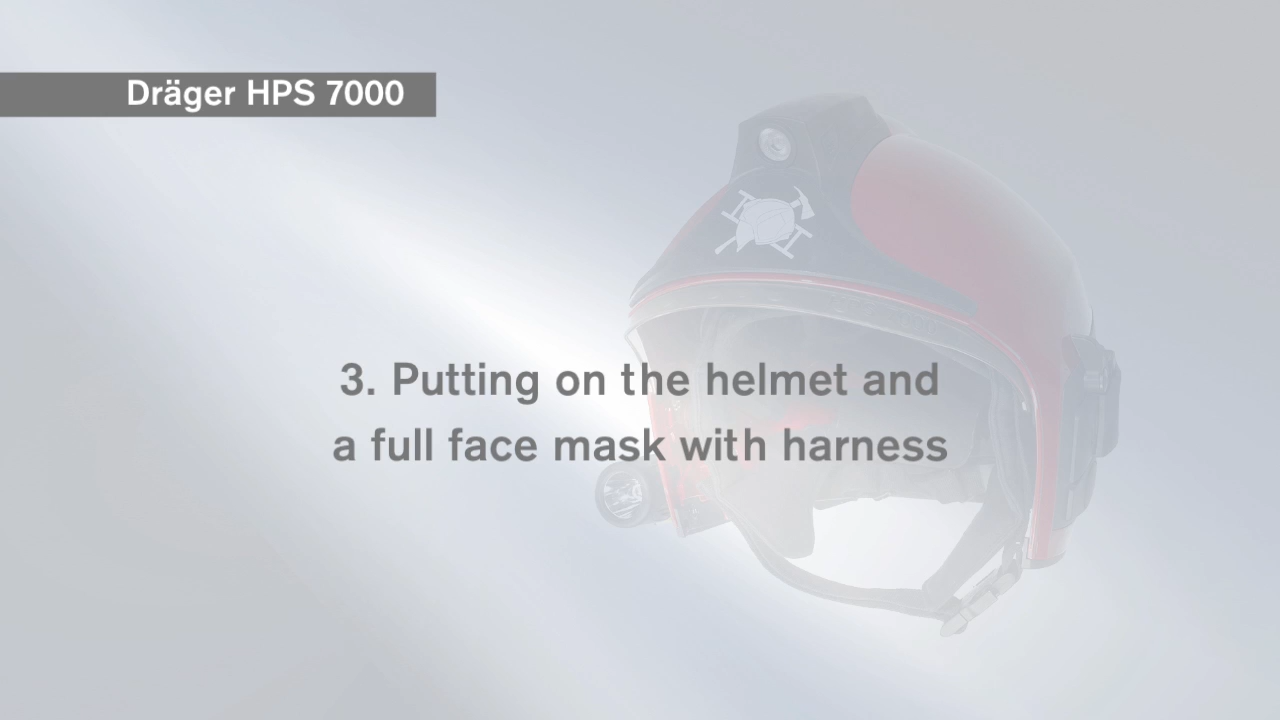 Dräger HPS 7000
3. Putting on the helmet and
a full face mask with harness